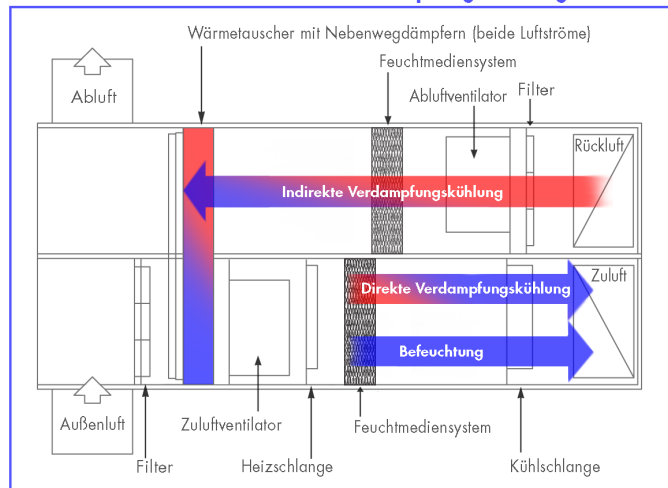 Wärmetauscher mit Nebenwegdämpfern (beide Luftströme)
Feuchtmediensystem
Abluftventilator
Filter
Abluft
Rückluft
Indirekte Verdampfungskühlung
Zuluft
Direkte Verdampfungskühlung
Befeuchtung
Außenluft
Zuluftventilator
Feuchtmediensystem
Filter
Heizschlange
Kühlschlange